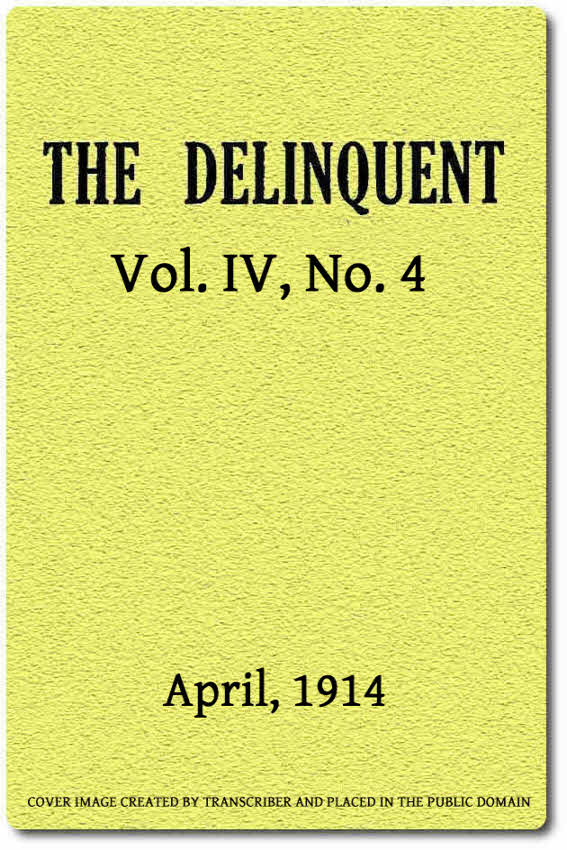 THE DELINQUENT
Vol. IV, No. 4
April, 1914
COVER IMAGE CREATED BY TRANSCRIBER AND PLACED IN THE PUBLIC DOMAIN